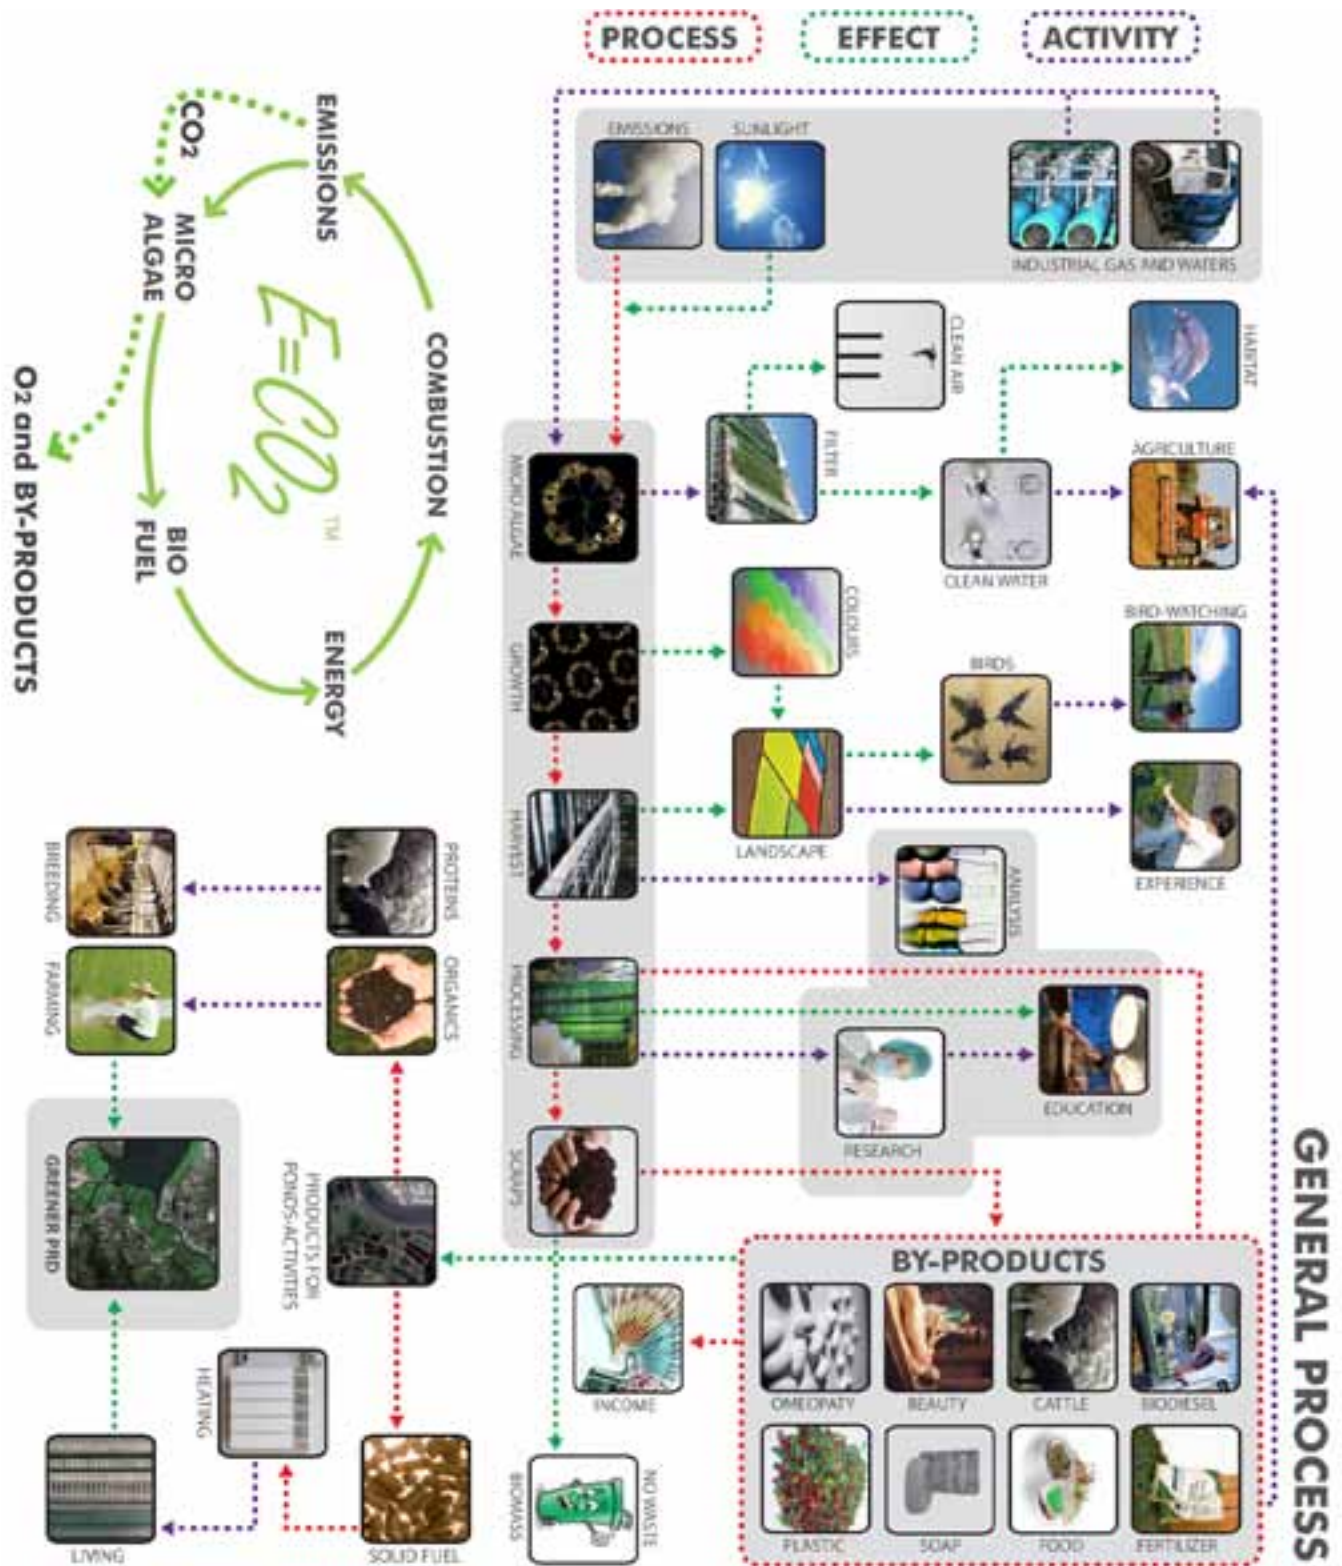 PROCESS
EFFECT
ACTIVITY
EMISSIONS
SUNLIGHT
INDUSTRIAL GAS AND WATERS
HABITAT
CLEAN AIR
FILTER
CLEAN WATER
AGRICULTURE
MICRO ALGAE
COLOURS
GROWTH
BIRDS
BIRD-WATCHING
LANDSCAPE
EXPERIENCE
HARVEST
ANALYSIS
PROCESSING
RESEARCH
EDUCATION
SCRAPS
GENERAL PROCESS
BY-PRODUCTS
OMEOPATY
BEAUTY
CATTLE
BIODIESEL
PLASTIC
SOAP
FOOD
FERTILIZER
INCOME
NO WASTE
BIOMASS
PRODUCTS FOR
PONDS-ACTIVITIES
PROTEINS
ORGANICS
BREEDING
FARMING
GREENER PRD
HEATING
SOLID FUEL
LIVING
EMISSIONS
CO2
MICRO
ALGAE
E=CO2 ™
COMBUSTION
BIO
FUEL
ENERGY
O2 and BY-PRODUCTS